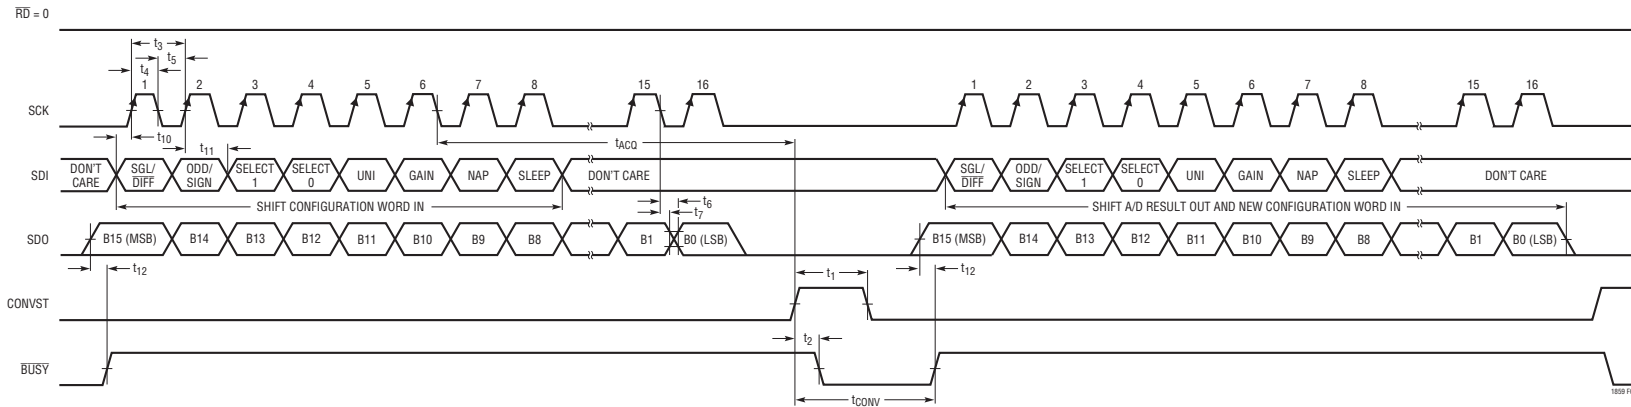 RD = 0
t3
t5
t4
1 2 3 4 5 6 7 8 15 16 1 2 3 4 5 6 7 8 15 16
SCK
t10
tACQ
t11
SDI DON'T CARE SGL/DIFF ODD/SIGN SELECT 1 SELECT 0 UNI GAIN NAP SLEEP DON'T CARE SGL/DIFF ODD/SIGN SELECT 1 SELECT 0 UNI GAIN NAP SLEEP DON'T CARE
t6
SHIFT CONFIGURATION WORD IN SHIFT A/D RESULT OUT AND NEW CONFIGURATION WORD IN
t7
SDO B15 (MSB) B14 B13 B12 B11 B10 B9 B8 B1 B0 (LSB) B15 (MSB) B14 B13 B12 B11 B10 B9 B8 B1 B0 (LSB)
t12 t12
t1
CONVST
t2
BUSY
1859
tCONV